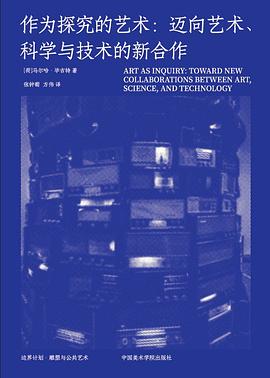 作为探究的艺术：迈向艺术、
科学与技术的新合作
[荷]马尔哈·毕吉特 著
张钟萄 方伟 译
ART AS INQUIRY: TOWARD NEW
COLLABORATIONS BETWEEN ART,
SCIENCE, AND TECHNOLOGY
边界计划·雕塑与公共艺术
中国美术学院出版社